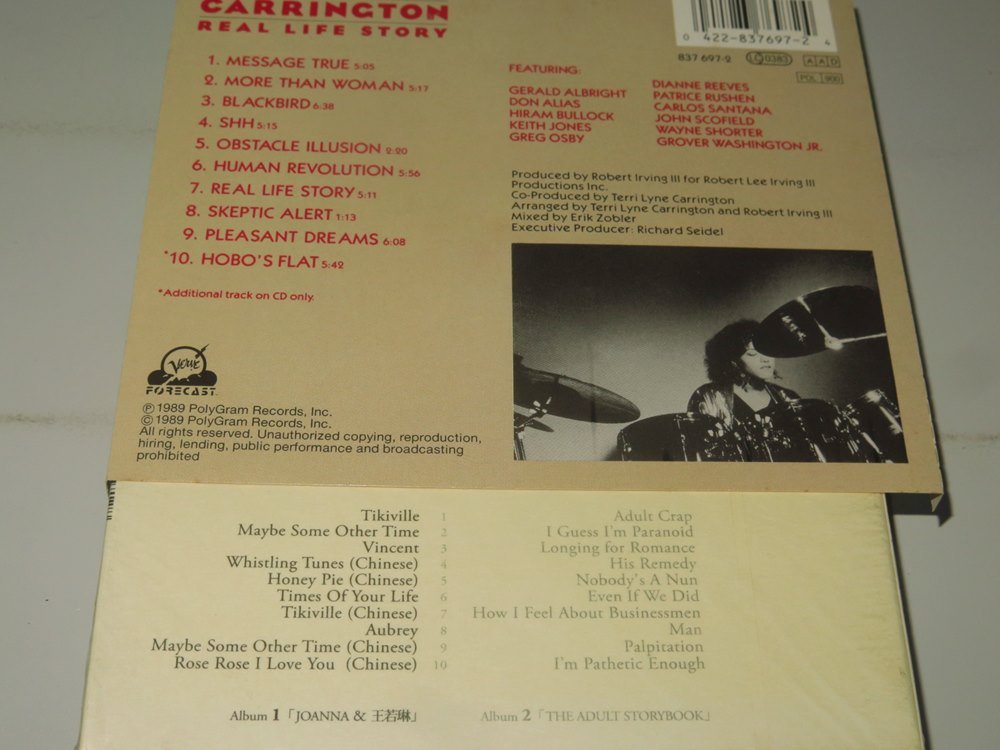 CARRINGTON
REAL LIFE STORY
1. MESSAGE TRUE 5:05
2. MORE THAN WOMAN 5:17
3. BLACKBIRD 6:38
4. SHH 5:15
5. OBSTACLE ILLUSION 2:20
6. HUMAN REVOLUTION 5:56
7. REAL LIFE STORY 5:11
8. SKEPTIC ALERT 1:13
9. PLEASANT DREAMS 6:08
*10. HOBO'S FLAT 5:42
*Additional track on CD only.
0 422-837697-2 4
837 697-2 LC 0383 A A D
POL 900
FEATURING:
GERALD ALBRIGHT
DON ALIAS
HIRAM BULLOCK
KEITH JONES
GREG OSBY
DIANNE REEVES
PATRICE RUSHEN
CARLOS SANTANA
JOHN SCOFIELD
WAYNE SHORTER
GROVER WASHINGTON JR.
Produced by Robert Irving III for Robert Lee Irving III
Productions Inc.
Co-Produced by Terri Lyne Carrington
Arranged by Terri Lyne Carrington and Robert Irving III
Mixed by Erik Zobler
Executive Producer: Richard Seidel
Verve
FORECAST
℗ 1989 PolyGram Records, Inc.
© 1989 PolyGram Records, Inc.
All rights reserved. Unauthorized copying, reproduction,
hiring, lending, public performance and broadcasting
prohibited
Tikiville 1 Adult Crap
Maybe Some Other Time 2 I Guess I'm Paranoid
Vincent 3 Longing for Romance
Whistling Tunes (Chinese) 4 His Remedy
Honey Pie (Chinese) 5 Nobody's A Nun
Times Of Your Life 6 Even If We Did
Tikiville (Chinese) 7 How I Feel About Businessmen
Aubrey 8 Man
Maybe Some Other Time (Chinese) 9 Palpitation
Rose Rose I Love You (Chinese) 10 I'm Pathetic Enough
Album 1「JOANNA & 王若琳」 Album 2「THE ADULT STORYBOOK」